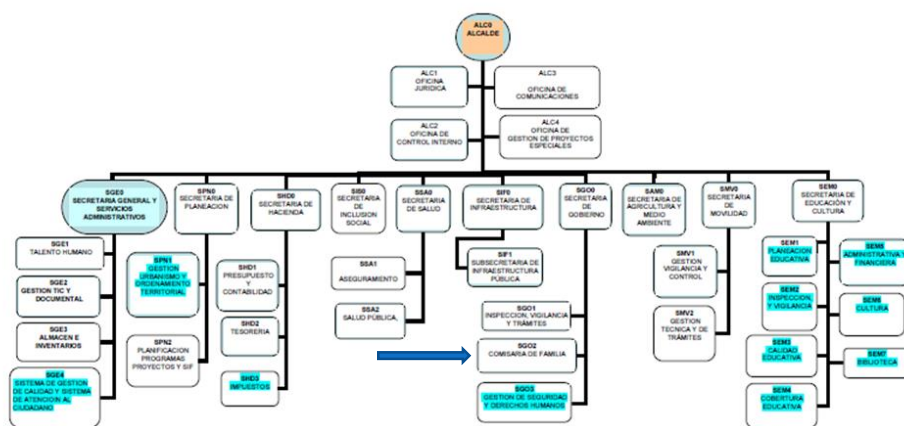 ALC0
ALCALDE
ALC1
OFICINA
JURIDICA
ALC3
OFICINA DE
COMUNICACIONES
ALC2
OFICINA DE
CONTROL INTERNO
ALC4
OFICINA DE
GESTION DE PROYECTOS
ESPECIALES
SGE0
SECRETARIA GENERAL Y
SERVICIOS
ADMINISTRATIVOS
SPN0
SECRETARIA
DE PLANEACION
SHD0
SECRETARIA
DE HACIENDA
SIS0
SECRETARIA DE
INCLUSION
SOCIAL
SSA0
SECRETARIA
DE SALUD
SIF0
SECRETARIA DE
INFRAESTRUCTURA
SGO0
SECRETARIA
DE
GOBIERNO
SAM0
SECRETARIA DE
AGRICULTURA Y
MEDIO
AMBIENTE
SMV0
SECRETARIA
DE
MOVILIDAD
SEM0
SECRETARIA DE
EDUCACIÓN Y
CULTURA
SGE1
TALENTO HUMANO
SGE2
GESTION TIC Y
DOCUMENTAL
SGE3
ALMACEN E
INVENTARIOS
SGE4
SISTEMA DE GESTION
DE CALIDAD Y SISTEMA
DE ATENCIOIN AL
CIUDADANO
SPN1
GESTION
URBANISMO Y
ORDENAMIENTO
TERRITORIAL
SPN2
PLANIFICACION
PROGRAMAS
PROYECTOS Y SIF
SHD1
PRESUPUESTO
Y
CONTABILIDAD
SHD2
TESORERIA
SHD3
IMPUESTOS
SSA1
ASEGURAMIENTO
SSA2
SALUD PÚBLICA,
SIF1
SUBSECRETARIA DE
INFRAESTRUCTURA
PÚBLICA
SGO1
INSPECCION, VIGILANCIA
Y TRÁMITES
SGO2
COMISARIA DE FAMILIA
SGO3
GESTION DE SEGURIDAD
Y DERECHOS HUMANOS
SMV1
GESTION
VIGILANCIA Y
CONTROL
SMV2
GESTION
TECNICA Y DE
TRÁMITES
SEM1
PLANEACION
EDUCATIVA
SEM2
INSPECCION, Y
VIGILANCIA
SEM3
CALIDAD
EDUCATIVA
SEM4
COBERTURA
EDUCATIVA
SEM5
ADMINISTRATIVA Y
FINANCIERA
SEM6
CULTURA
SEM7
BIBLIOTECA